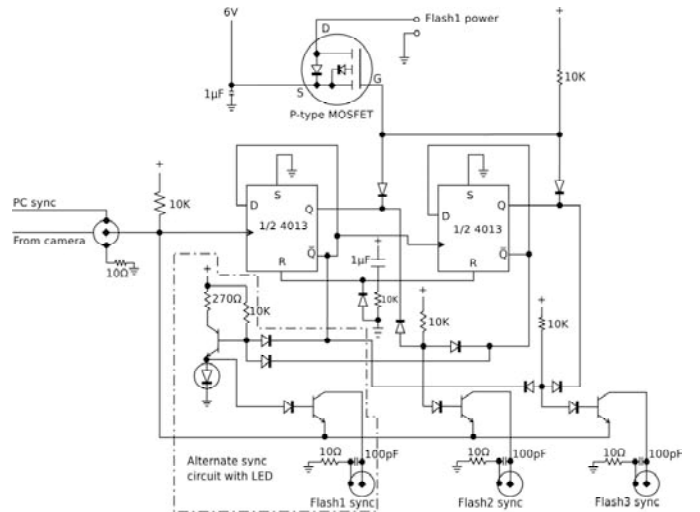 6V
D
Flash1 power
+
10K
1µF
S
G
P-type MOSFET
+
10K
PC sync
From camera
10Ω
D
S
Q
1/2 4013
Q
R
D
S
Q
1/2 4013
Q
R
+
1µF
10K
+
270Ω
10K
+
10K
+
10K
Alternate sync
circuit with LED
10Ω
100pF
10Ω
100pF
10Ω
100pF
Flash1 sync
Flash2 sync
Flash3 sync